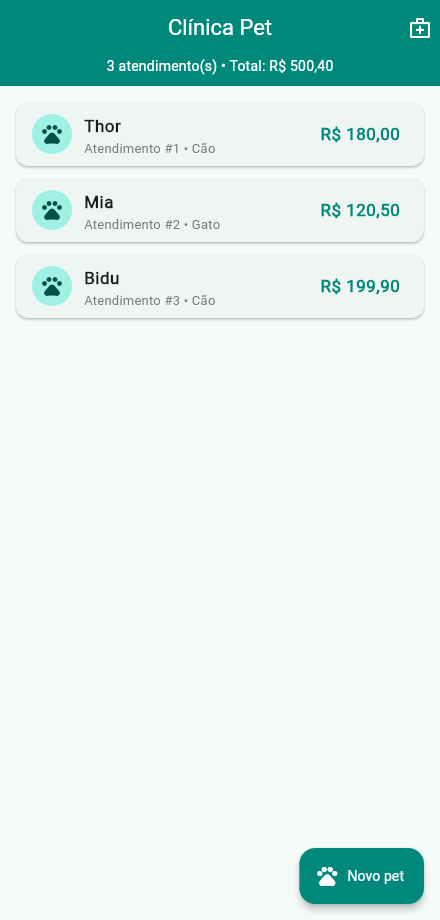 Clínica Pet
3 atendimento(s) • Total: R$ 500,40
Thor
Atendimento #1 • Cão
R$ 180,00
Mia
Atendimento #2 • Gato
R$ 120,50
Bidu
Atendimento #3 • Cão
R$ 199,90
Novo pet